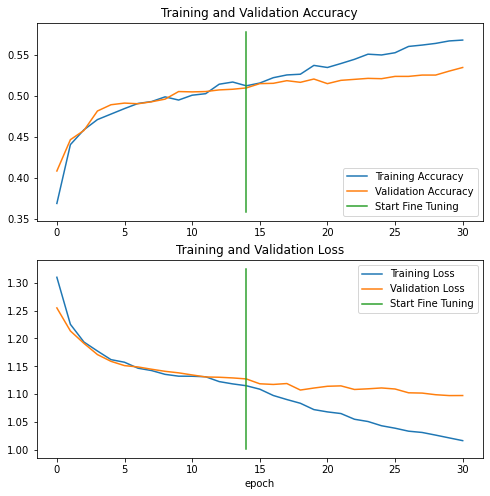 Training and Validation Accuracy
0.55
0.50
0.45
0.40
0.35
Training Accuracy
Validation Accuracy
Start Fine Tuning
0 5 10 15 20 25 30
Training and Validation Loss
1.30
1.25
1.20
1.15
1.10
1.05
1.00
Training Loss
Validation Loss
Start Fine Tuning
0 5 10 15 20 25 30
epoch